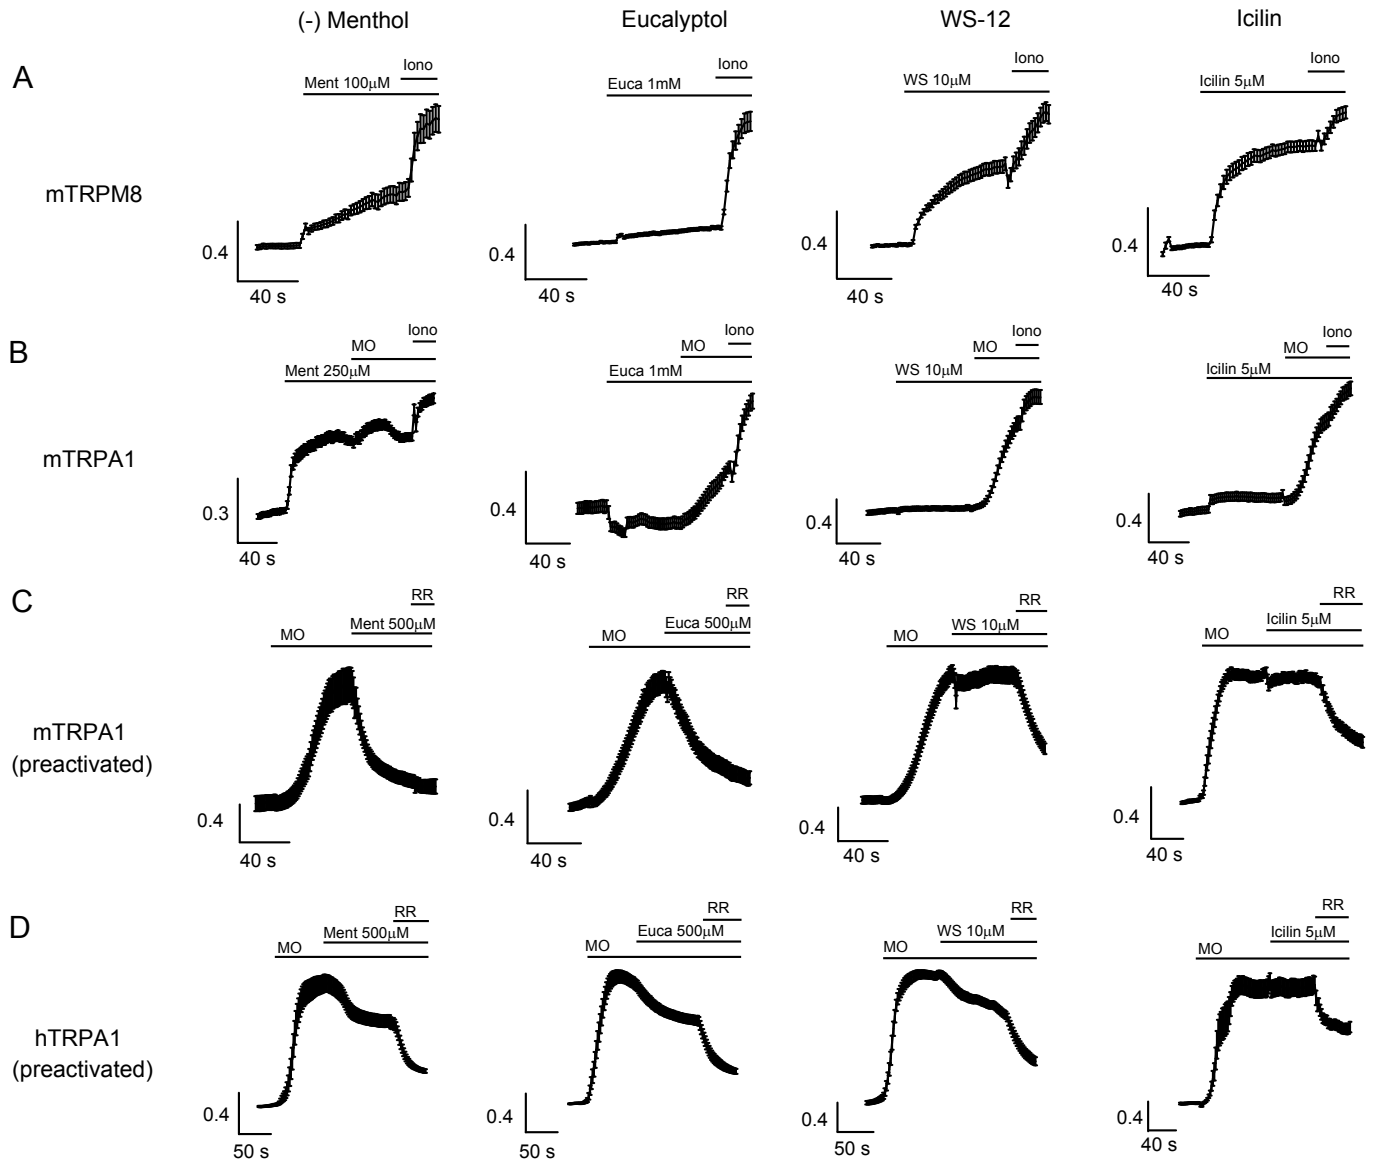 (-) Menthol Eucalyptol WS-12 Icilin
A
Iono Iono Iono Iono
Ment 100µM Euca 1mM WS 10µM Icilin 5µM
mTRPM8
0.4 0.4 0.4 0.4
40 s 40 s 40 s 40 s
B
Iono Iono Iono Iono
MO MO MO MO
Ment 250µM Euca 1mM WS 10µM Icilin 5µM
mTRPA1
0.3 0.4 0.4 0.4
40 s 40 s 40 s 40 s
C
RR RR RR RR
Ment 500µM Euca 500µM WS 10µM Icilin 5µM
MO MO MO MO
mTRPA1
(preactivated)
0.4 0.4 0.4 0.4
40 s 40 s 40 s 40 s
D
RR RR RR RR
Ment 500µM Euca 500µM WS 10µM Icilin 5µM
MO MO MO MO
hTRPA1
(preactivated)
0.4 0.4 0.4 0.4
50 s 50 s 50 s 40 s